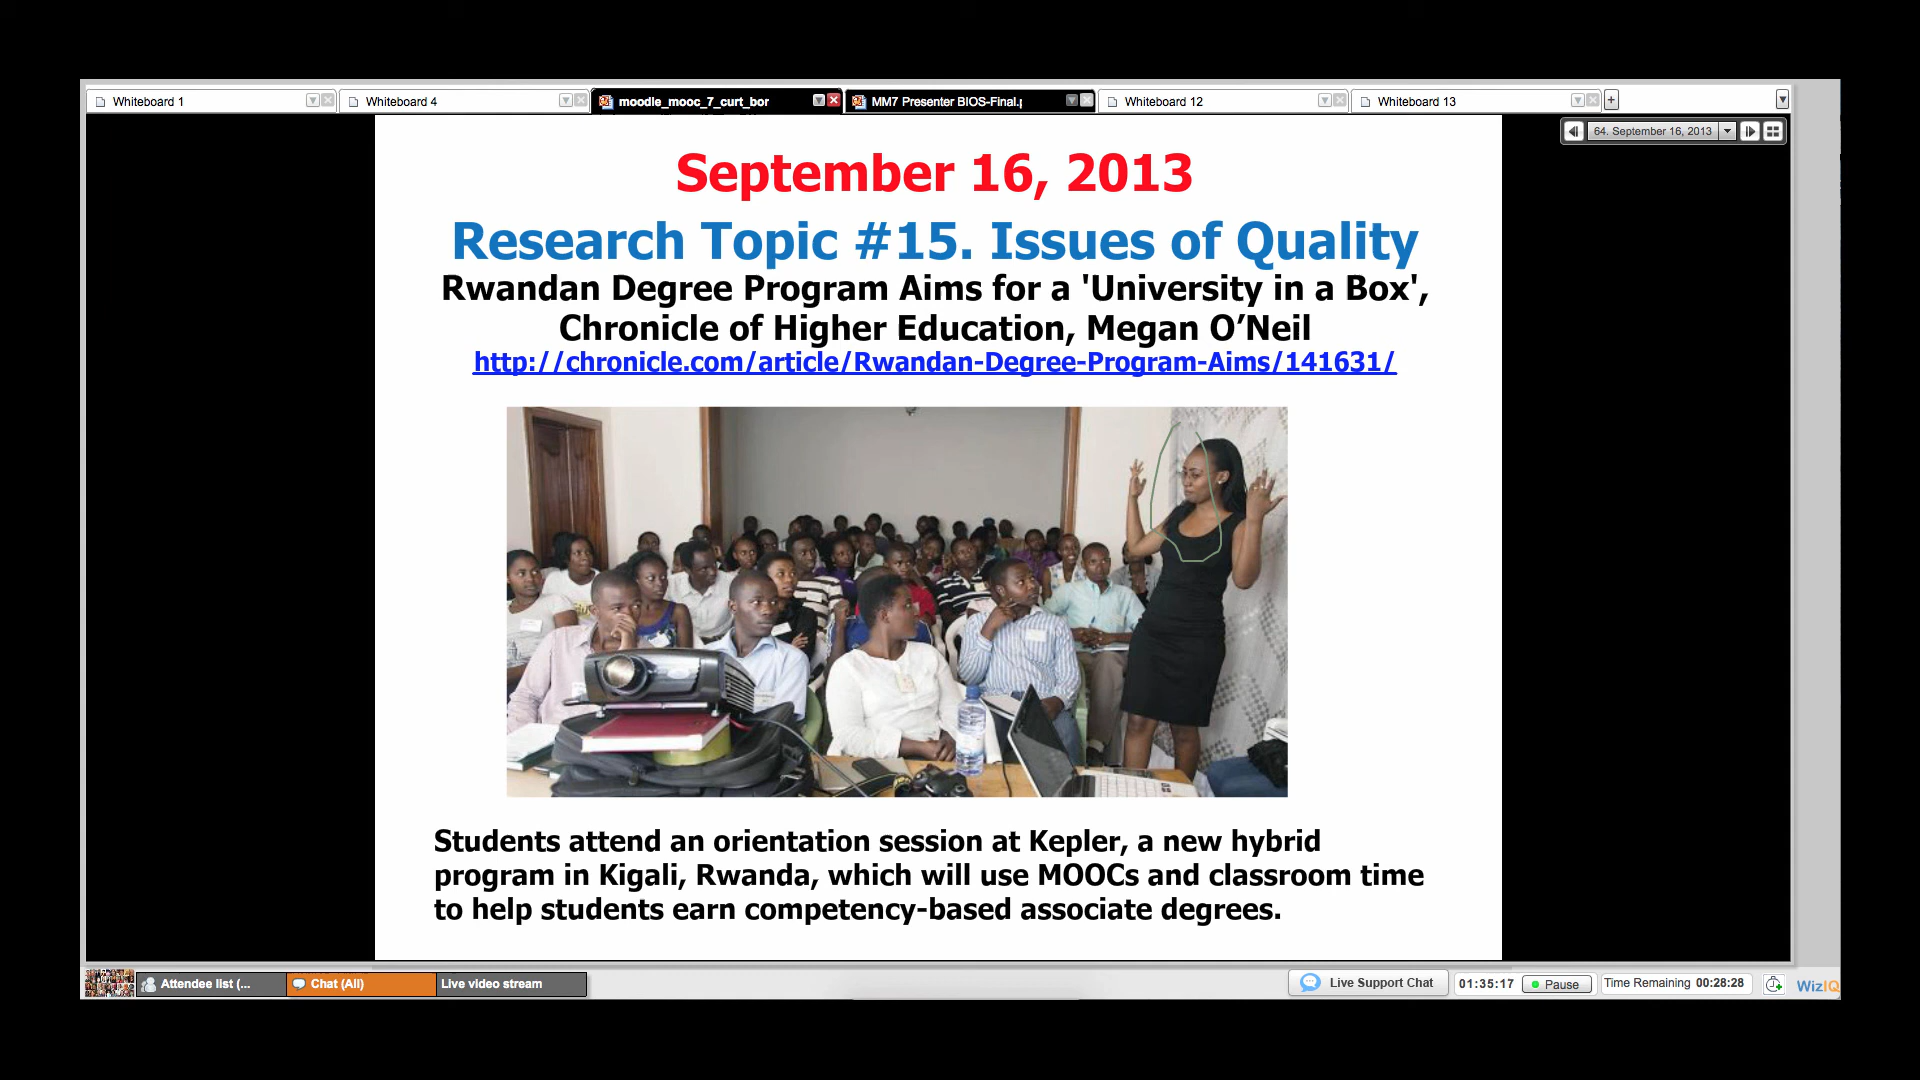 Whiteboard 1
Whiteboard 4
moodle_mooc_7_curt_bor
MM7 Presenter BIOS-Final.p
Whiteboard 12
Whiteboard 13
64. September 16, 2013
September 16, 2013
Research Topic #15. Issues of Quality
Rwandan Degree Program Aims for a 'University in a Box',
Chronicle of Higher Education, Megan O’Neil
http://chronicle.com/article/Rwandan-Degree-Program-Aims/141631/
Students attend an orientation session at Kepler, a new hybrid
program in Kigali, Rwanda, which will use MOOCs and classroom time
to help students earn competency-based associate degrees.
Attendee list (...
Chat (All)
Live video stream
Live Support Chat
01:35:17
Pause
Time Remaining 00:28:28
WizIQ